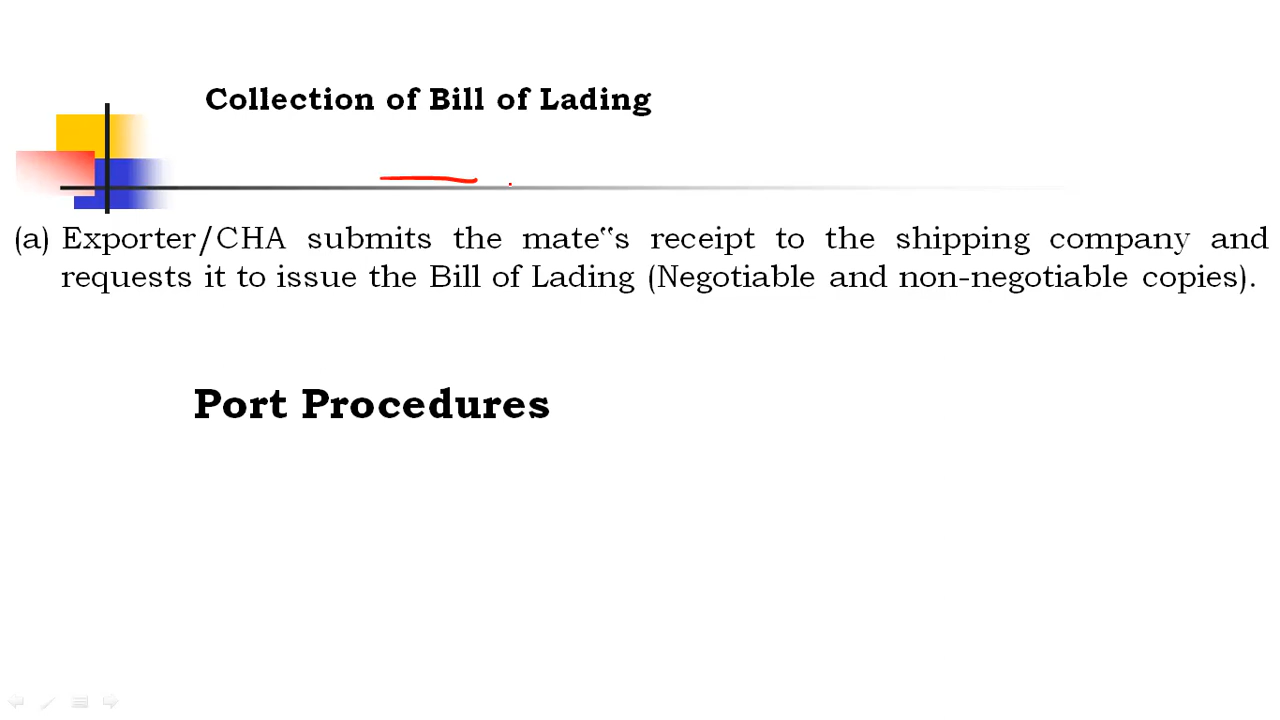 Collection of Bill of Lading
(a) Exporter/CHA submits the mate‟s receipt to the shipping company and
requests it to issue the Bill of Lading (Negotiable and non-negotiable copies).
Port Procedures